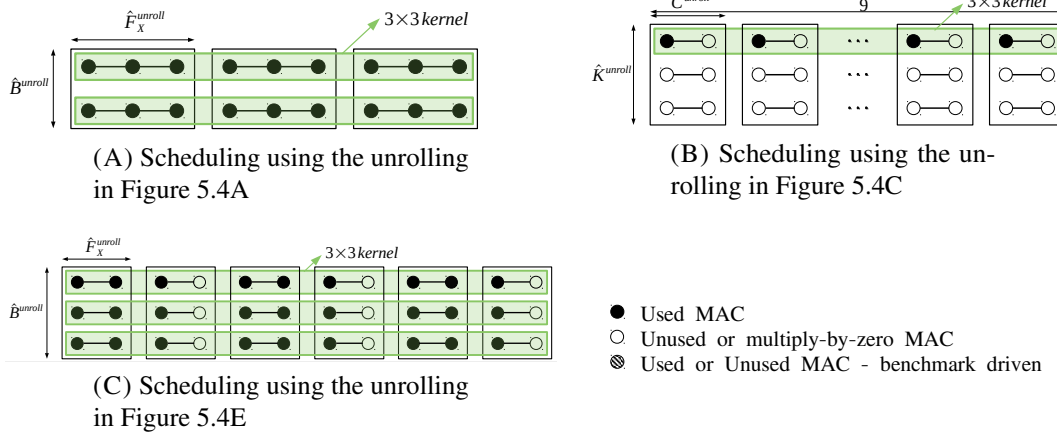 F̂_X^unroll
3×3 kernel
B̂^unroll
(A) Scheduling using the unrolling
in Figure 5.4A
C^unroll
9
3×3 kernel
K̂^unroll
(B) Scheduling using the un-
rolling in Figure 5.4C
F̂_X^unroll
3×3 kernel
B̂^unroll
(C) Scheduling using the unrolling
in Figure 5.4E
Used MAC
Unused or multiply-by-zero MAC
Used or Unused MAC - benchmark driven